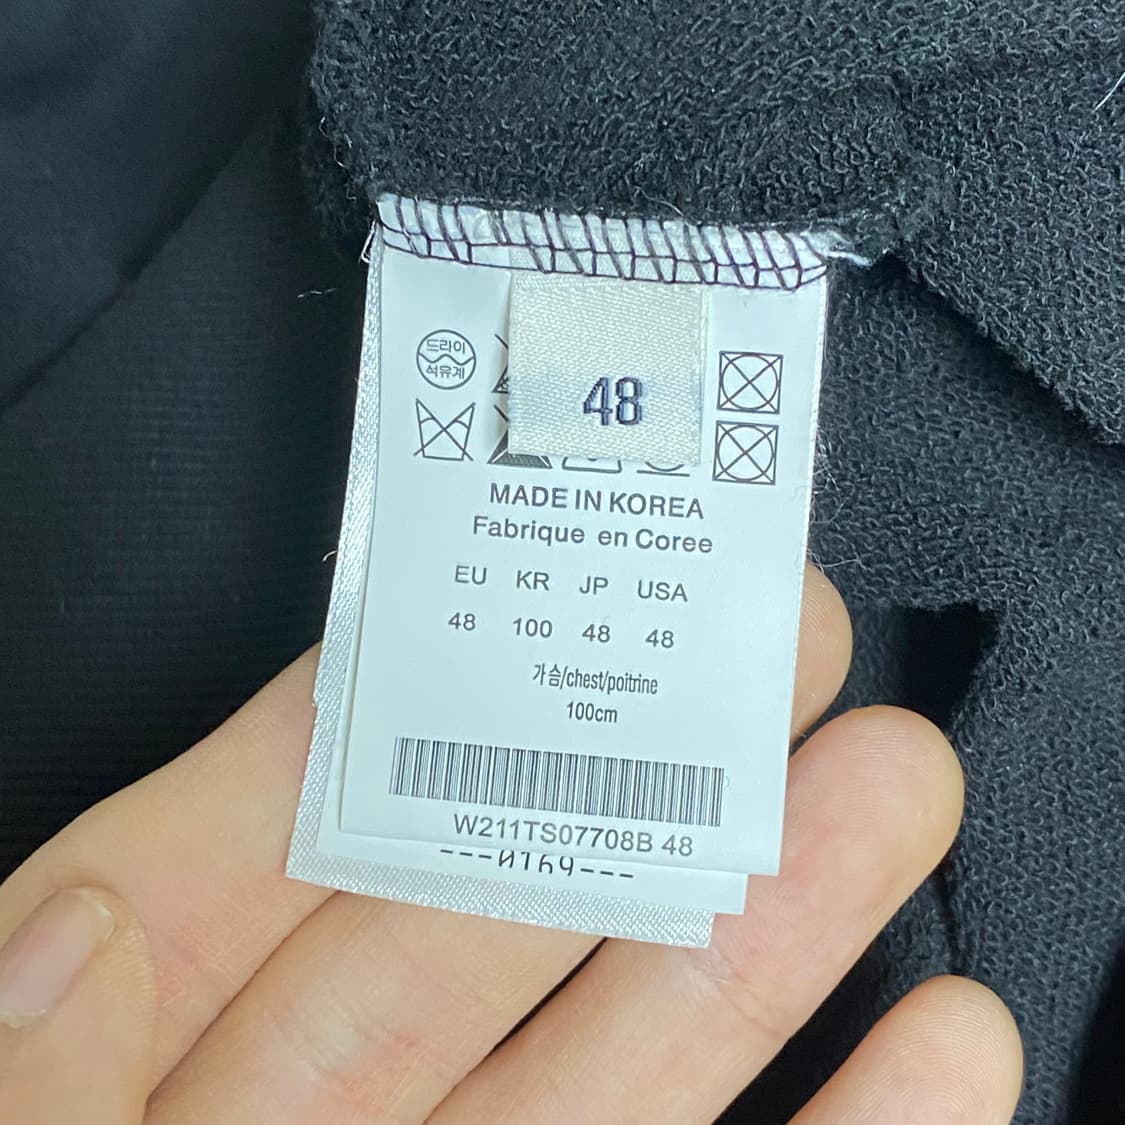 드라이
석유계
48
MADE IN KOREA
Fabrique en Coree
EU KR JP USA
48 100 48 48
가슴/chest/poitrine
100cm
W211TS07708B 48